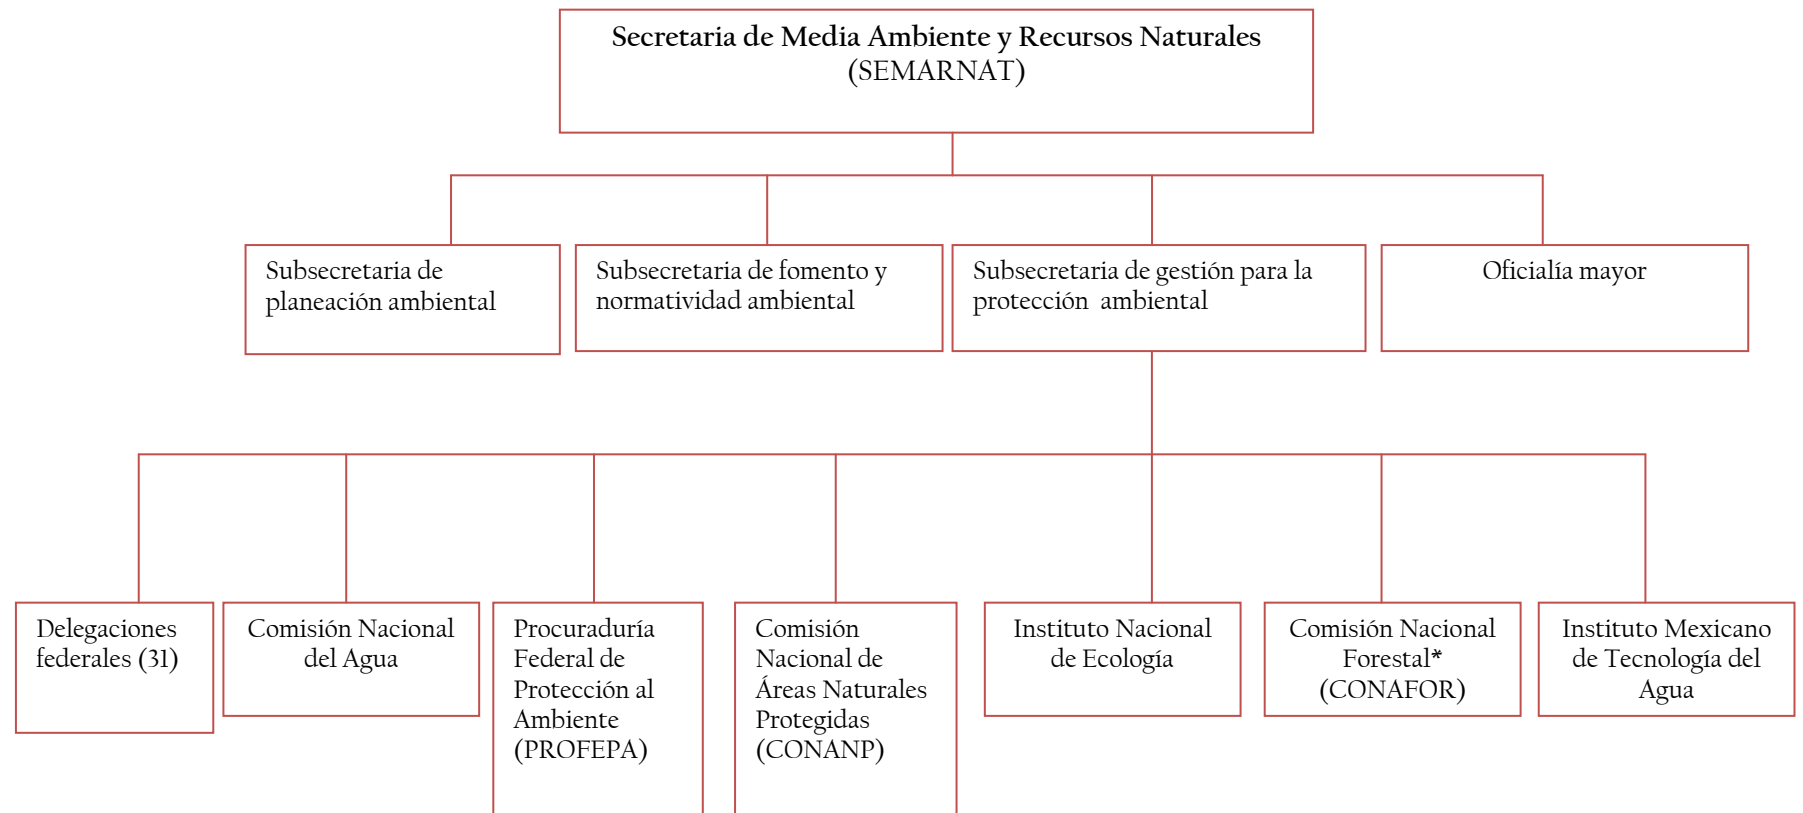 Secretaria de Media Ambiente y Recursos Naturales
(SEMARNAT)
Subsecretaria de
planeación ambiental
Subsecretaria de fomento y
normatividad ambiental
Subsecretaria de gestión para la
protección ambiental
Oficialía mayor
Delegaciones
federales (31)
Comisión Nacional
del Agua
Procuraduría
Federal de
Protección al
Ambiente
(PROFEPA)
Comisión
Nacional de
Áreas Naturales
Protegidas
(CONANP)
Instituto Nacional
de Ecología
Comisión Nacional
Forestal*
(CONAFOR)
Instituto Mexicano
de Tecnología del
Agua